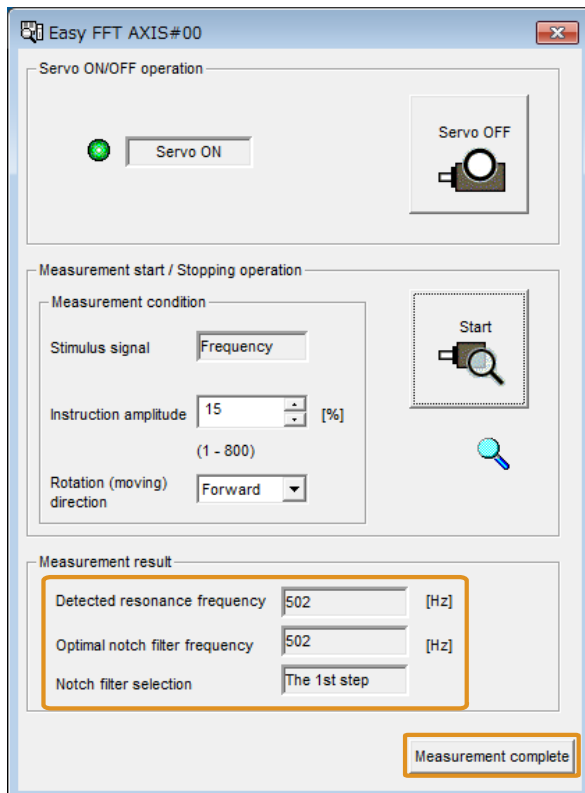 Easy FFT AXIS#00
Servo ON/OFF operation
Servo ON
Servo OFF
Measurement start / Stopping operation
Measurement condition
Stimulus signal
Frequency
Instruction amplitude
15
[%]
(1 - 800)
Rotation (moving)
direction
Forward
Start
Measurement result
Detected resonance frequency
502
[Hz]
Optimal notch filter frequency
502
[Hz]
Notch filter selection
The 1st step
Measurement complete